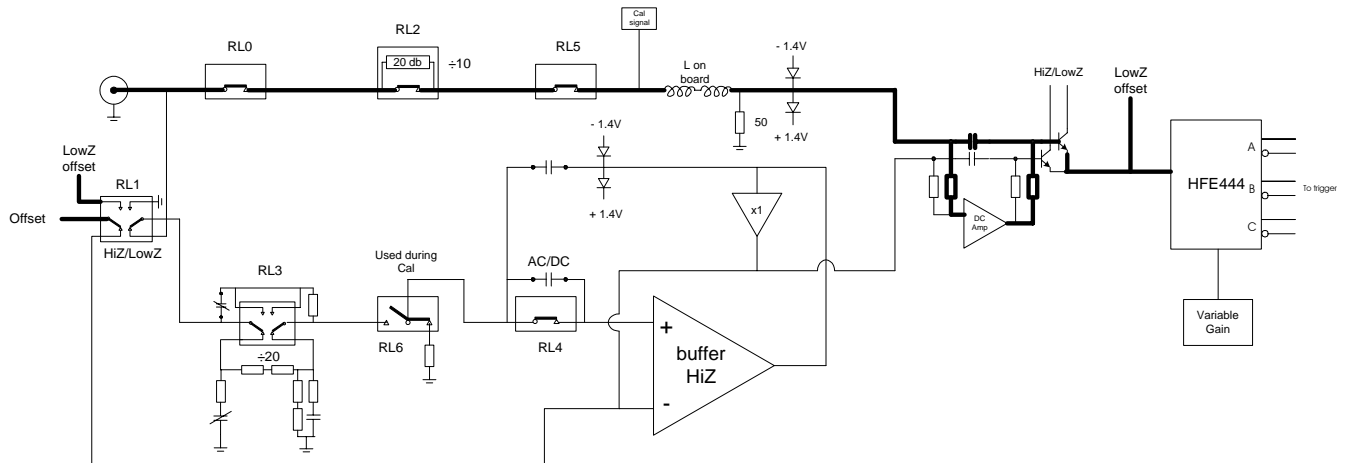 Cal
signal
RL0
RL2
RL5
20 db
÷10
L on
board
- 1.4V
+ 1.4V
50
HiZ/LowZ
LowZ
offset
HFE444
A
B
C
To trigger
Variable
Gain
DC
Amp
LowZ
offset
RL1
Offset
HiZ/LowZ
- 1.4V
+ 1.4V
x1
RL3
÷20
Used during
Cal
RL6
AC/DC
RL4
+
buffer
HiZ
-